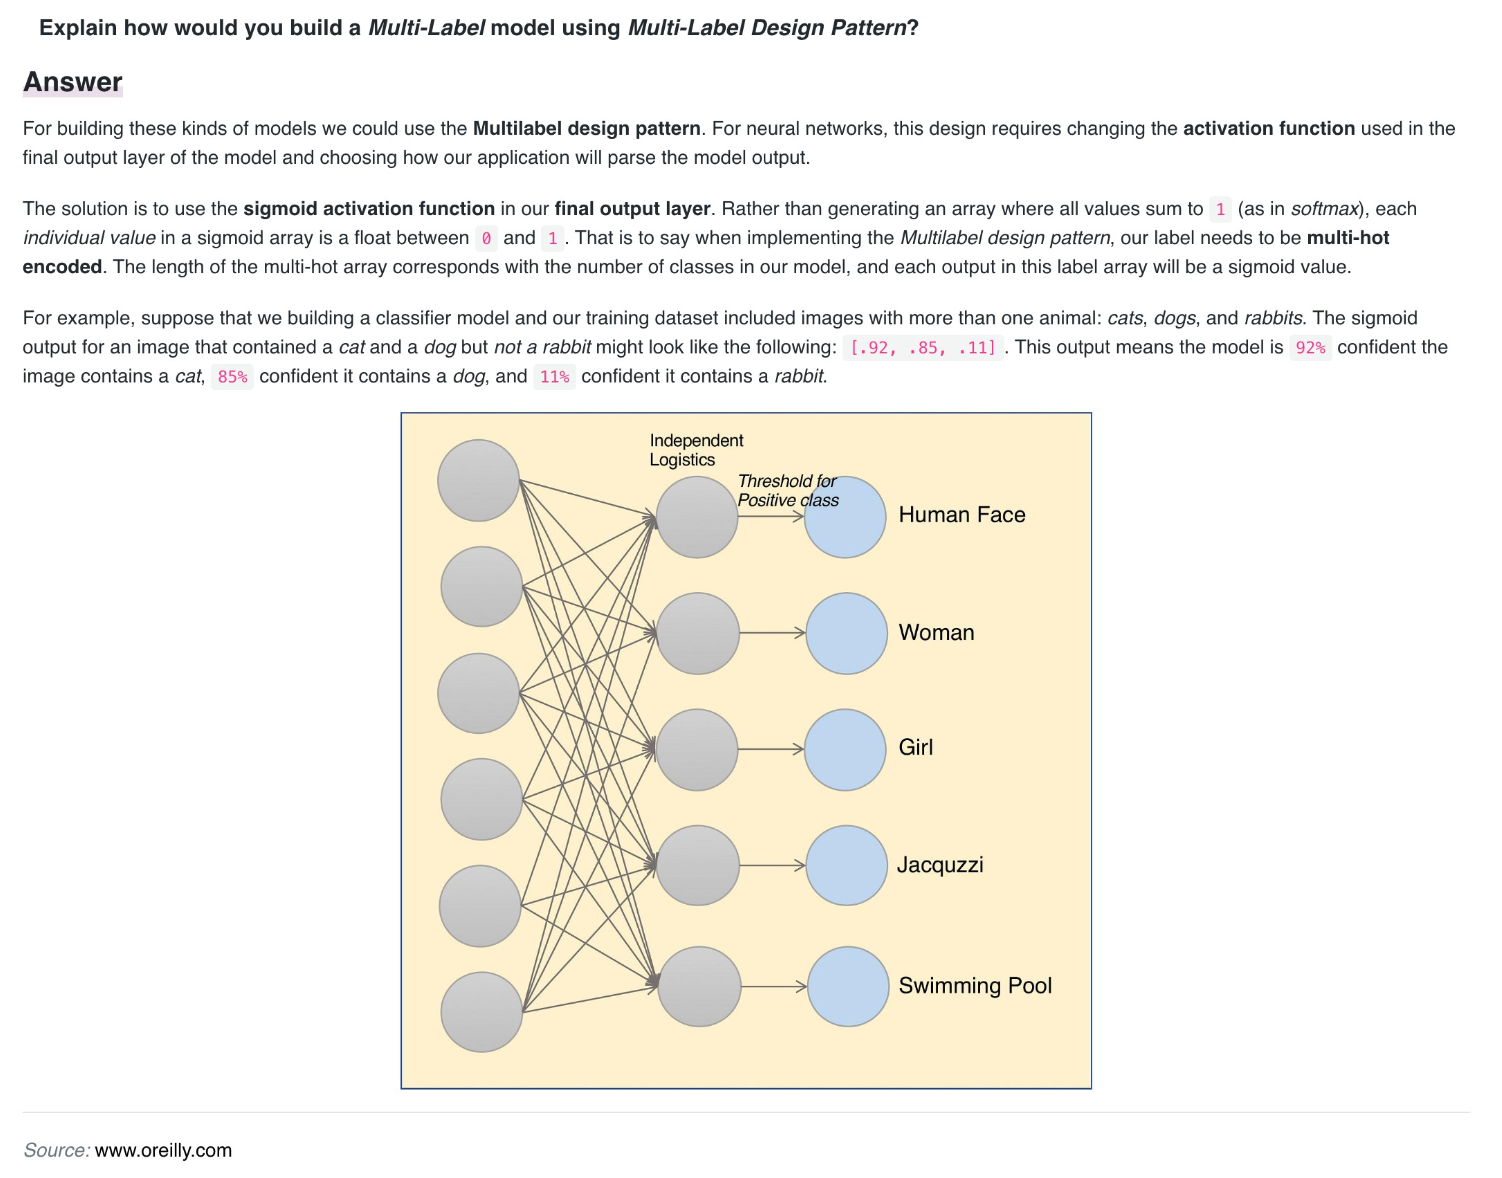 Explain how would you build a Multi-Label model using Multi-Label Design Pattern?
Answer
For building these kinds of models we could use the Multilabel design pattern. For neural networks, this design requires changing the activation function used in the
final output layer of the model and choosing how our application will parse the model output.
The solution is to use the sigmoid activation function in our final output layer. Rather than generating an array where all values sum to 1 (as in softmax), each
individual value in a sigmoid array is a float between 0 and 1. That is to say when implementing the Multilabel design pattern, our label needs to be multi-hot
encoded. The length of the multi-hot array corresponds with the number of classes in our model, and each output in this label array will be a sigmoid value.
For example, suppose that we building a classifier model and our training dataset included images with more than one animal: cats, dogs, and rabbits. The sigmoid
output for an image that contained a cat and a dog but not a rabbit might look like the following: [.92, .85, .11]. This output means the model is 92% confident the
image contains a cat, 85% confident it contains a dog, and 11% confident it contains a rabbit.
Independent
Logistics
Threshold for
Positive class
Human Face
Woman
Girl
Jacquzzi
Swimming Pool
Source: www.oreilly.com